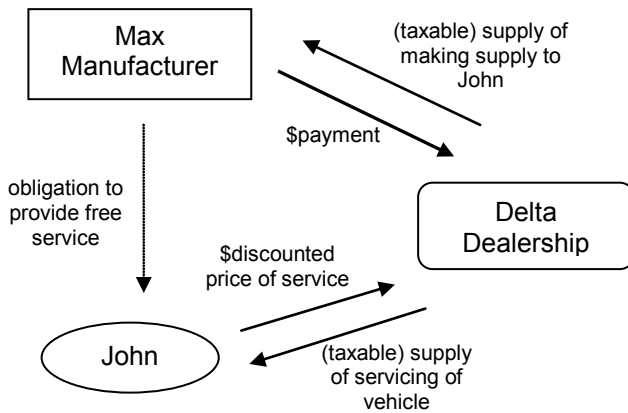 Max
Manufacturer
(taxable) supply of
making supply to
John
$payment
obligation to
provide free
service
Delta
Dealership
$discounted
price of service
John
(taxable) supply
of servicing of
vehicle